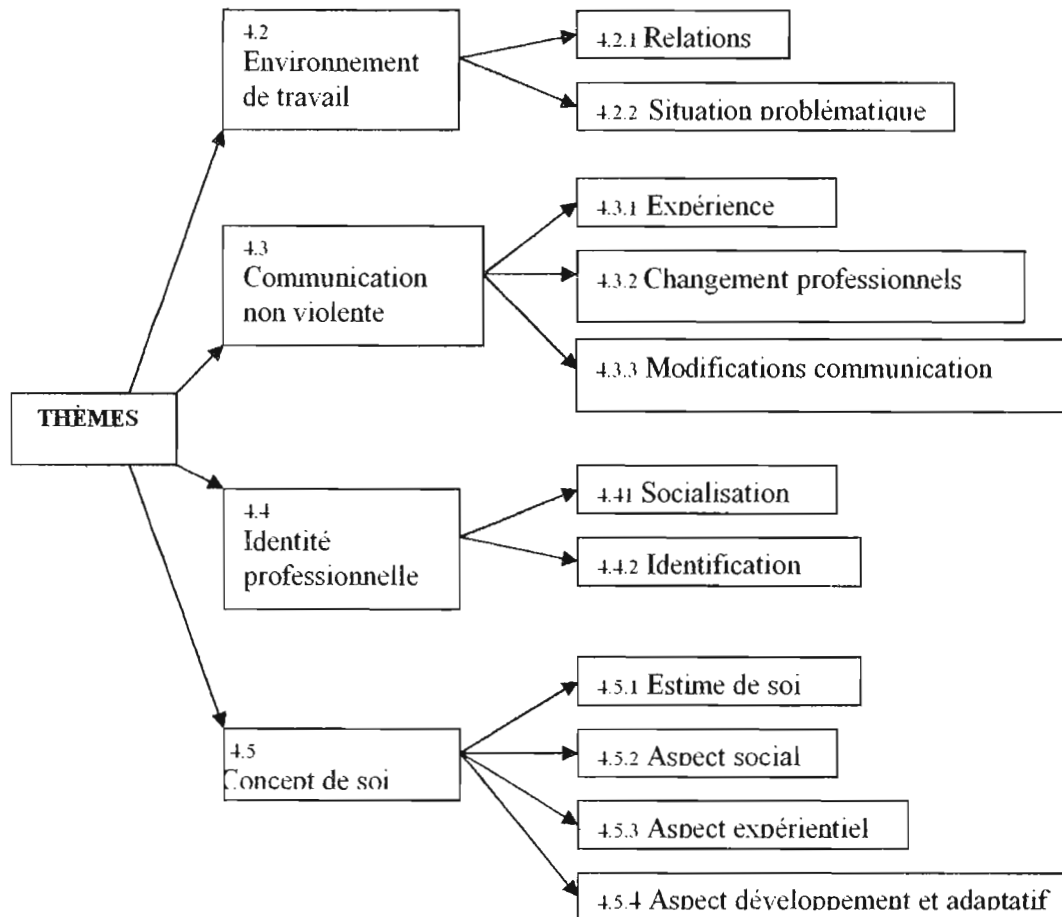 4.2
Environnement
de travail
4.2.1 Relations
4.2.2 Situation problématique
4.3
Communication
non violente
4.3.1 Expérience
4.3.2 Changement professionnels
4.3.3 Modifications communication
THÈMES
4.4
Identité
professionnelle
4.41 Socialisation
4.4.2 Identification
4.5
Concept de soi
4.5.1 Estime de soi
4.5.2 Aspect social
4.5.3 Aspect expérientiel
4.5.4 Aspect développement et adaptatif